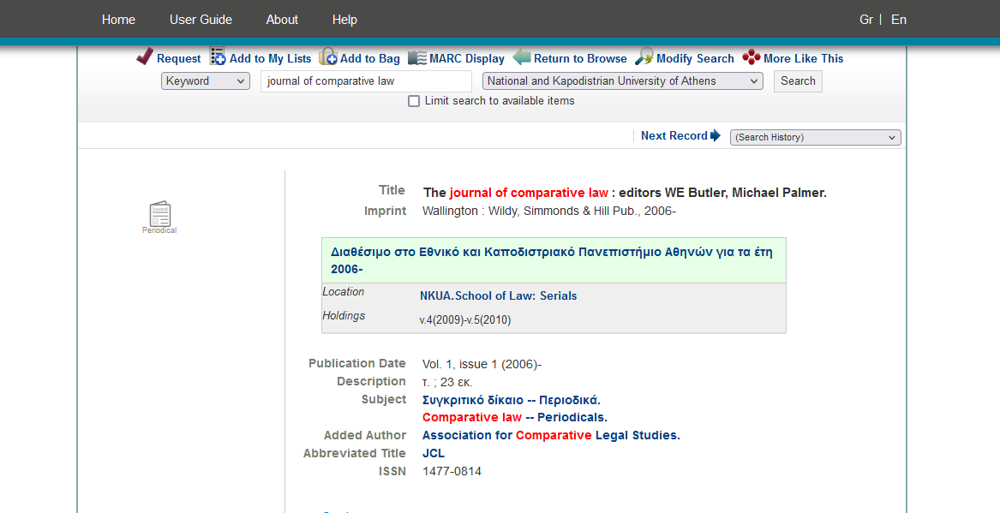 Home User Guide About Help Gr | En
Request Add to My Lists Add to Bag MARC Display Return to Browse Modify Search More Like This
Keyword journal of comparative law National and Kapodistrian University of Athens Search
Limit search to available items
Next Record (Search History)
Title The journal of comparative law : editors WE Butler, Michael Palmer.
Imprint Wallington : Wildy, Simmonds & Hill Pub., 2006-
Journal
Periodical
Διαθέσιμο στο Εθνικό και Καποδιστριακό Πανεπιστήμιο Αθηνών για τα έτη
2006-
Location NKUA.School of Law: Serials
Holdings v.4(2009)-v.5(2010)
Publication Date Vol. 1, issue 1 (2006)-
Description τ. ; 23 εκ.
Subject Συγκριτικό δίκαιο -- Περιοδικά.
Comparative law -- Periodicals.
Added Author Association for Comparative Legal Studies.
Abbreviated Title JCL
ISSN 1477-0814